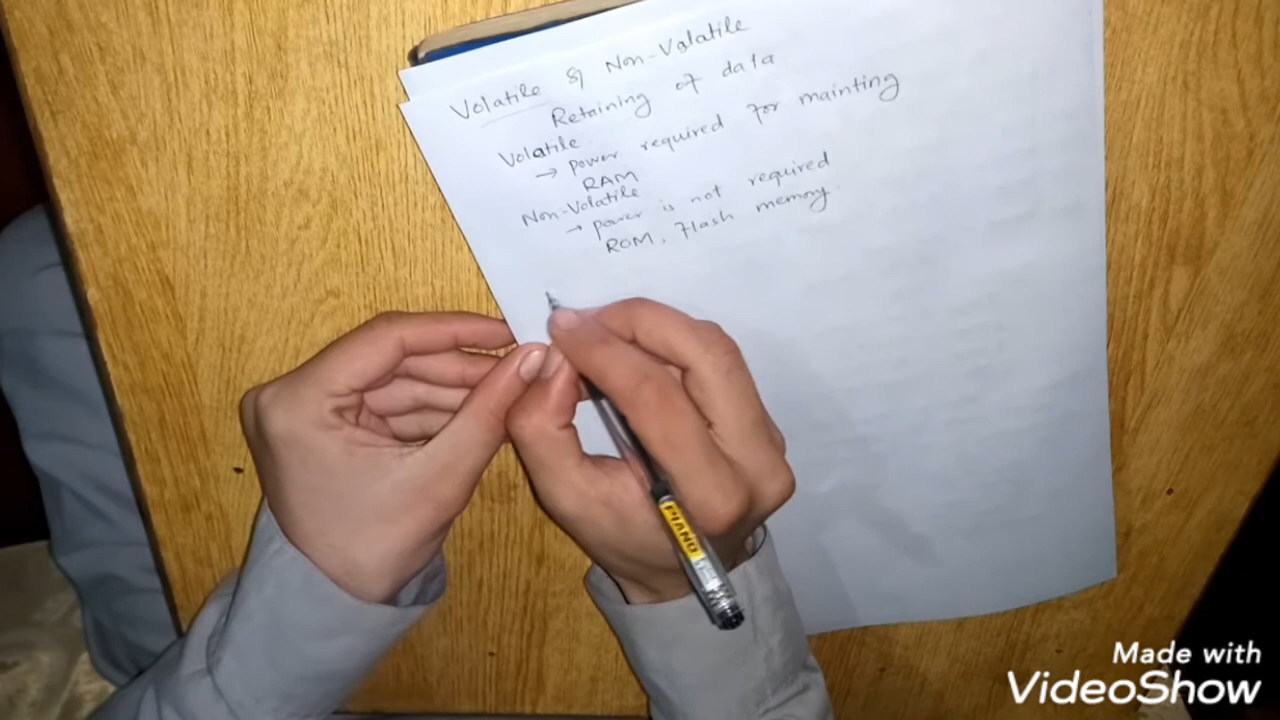 Volatile & Non-Volatile
Retaining of data
Volatile
→ power required for mainting
RAM
Non-Volatile
→ power is not required
ROM, Flash memory.
PIANO
Made with
VideoShow